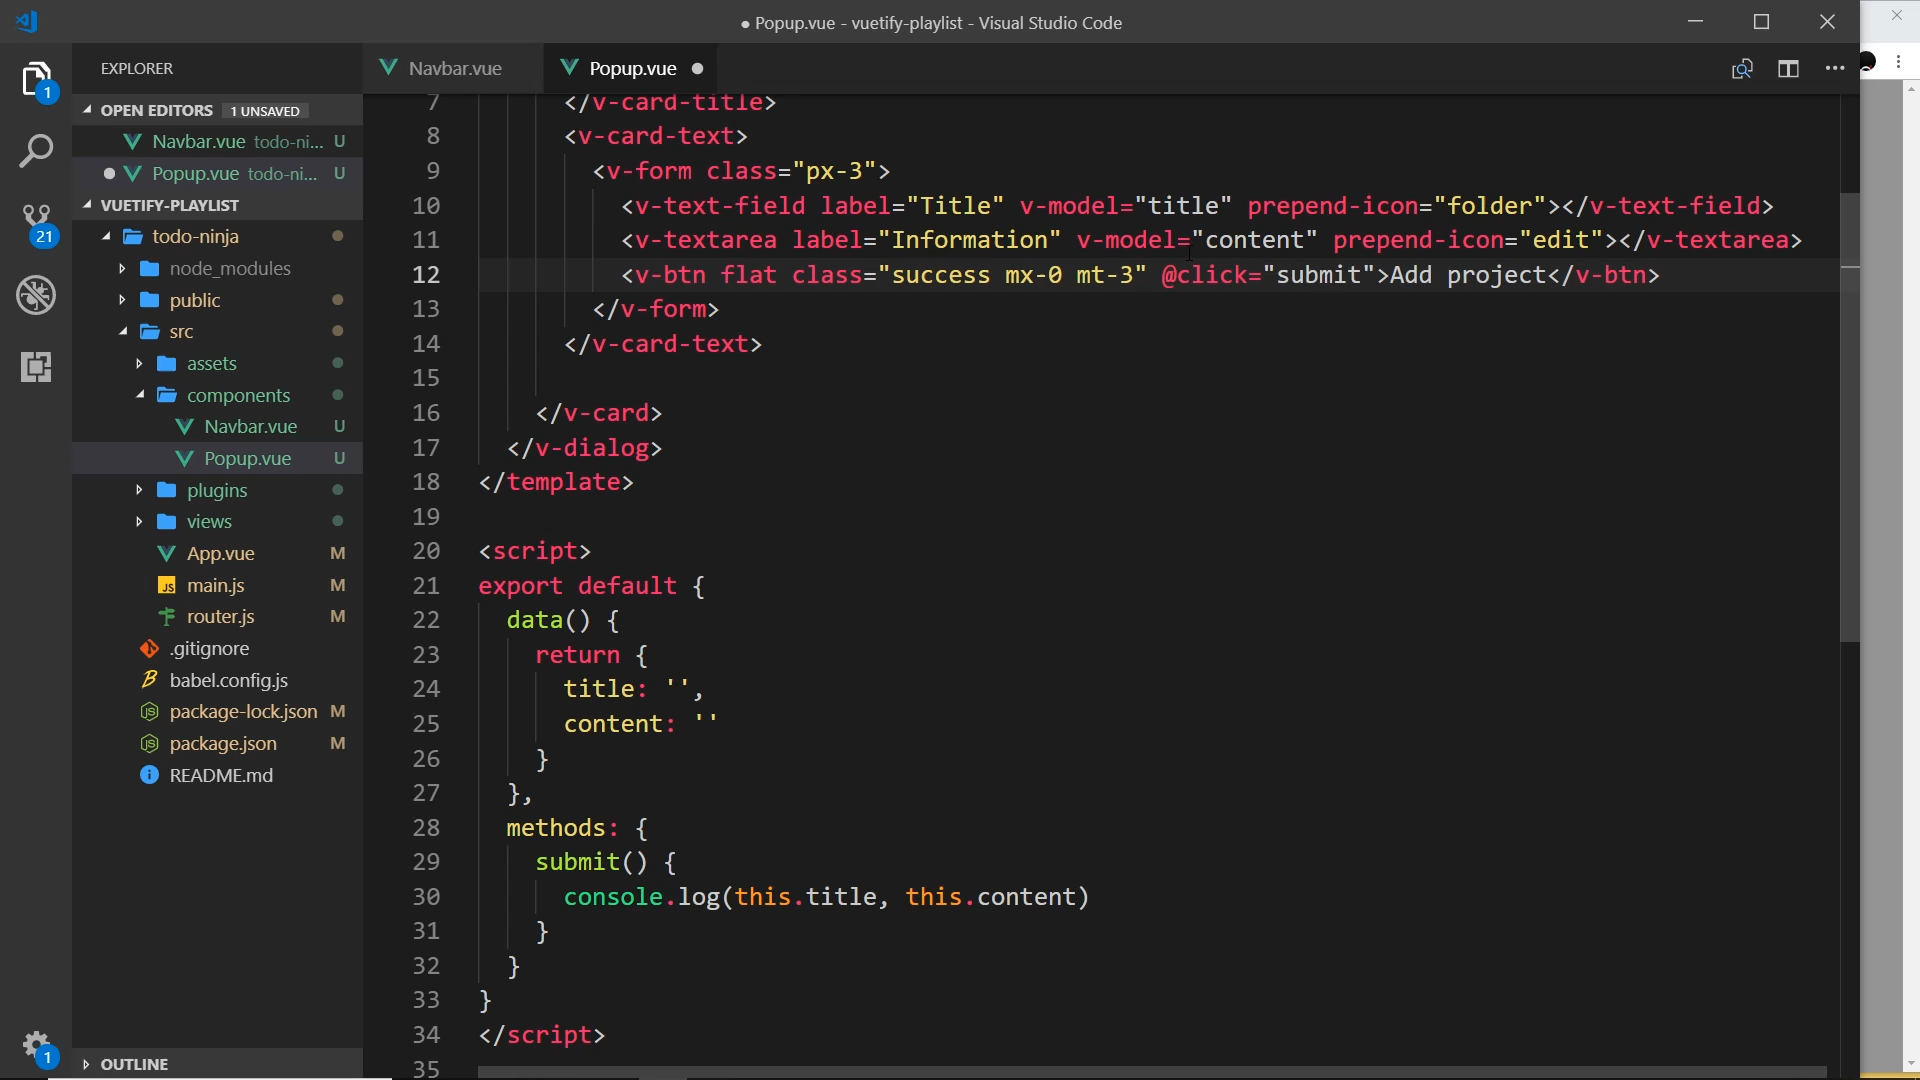 ● Popup.vue - vuetify-playlist - Visual Studio Code
EXPLORER
Navbar.vue
Popup.vue
OPEN EDITORS 1 UNSAVED
Navbar.vue todo-ni... U
Popup.vue todo-ni... U
VUETIFY-PLAYLIST
todo-ninja
node_modules
public
src
assets
components
Navbar.vue U
Popup.vue U
plugins
views
App.vue M
JS main.js M
router.js M
.gitignore
babel.config.js
package-lock.json M
package.json M
README.md
OUTLINE
1
21
1
7 </v-card-title>
8 <v-card-text>
9 <v-form class="px-3">
10 <v-text-field label="Title" v-model="title" prepend-icon="folder"></v-text-field>
11 <v-textarea label="Information" v-model="content" prepend-icon="edit"></v-textarea>
12 <v-btn flat class="success mx-0 mt-3" @click="submit">Add project</v-btn>
13 </v-form>
14 </v-card-text>
15
16 </v-card>
17 </v-dialog>
18 </template>
19
20 <script>
21 export default {
22 data() {
23 return {
24 title: '',
25 content: ''
26 }
27 },
28 methods: {
29 submit() {
30 console.log(this.title, this.content)
31 }
32 }
33 }
34 </script>
35